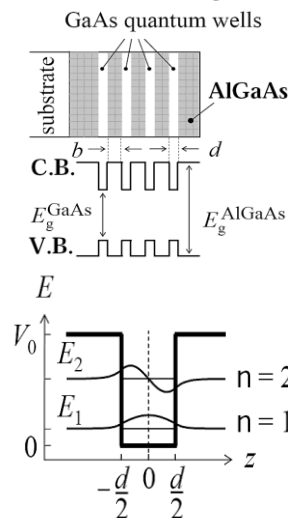 GaAs quantum wells
substrate
AlGaAs
b
d
C.B.
E_g^GaAs
E_g^AlGaAs
V.B.
E
V_0
E_2
n = 2
E_1
n = 1
0
z
-d/2 0 d/2